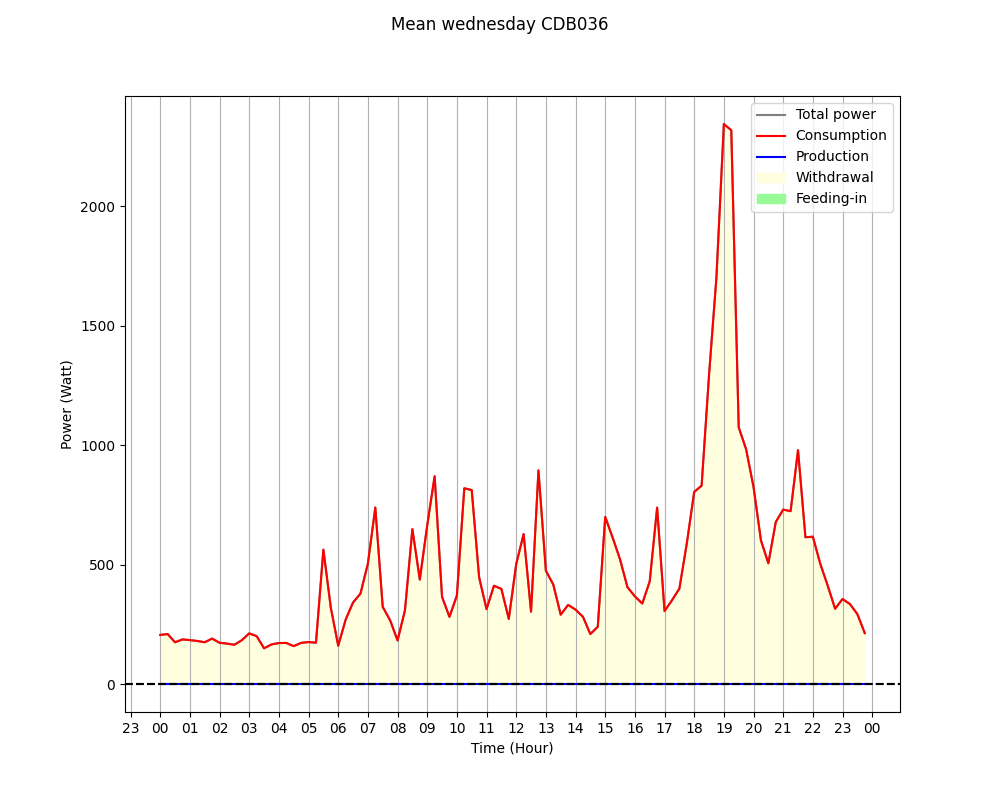 Mean wednesday CDB036
Total power
Consumption
Production
Withdrawal
Feeding-in
2000
1500
1000
500
0
Power (Watt)
23 00 01 02 03 04 05 06 07 08 09 10 11 12 13 14 15 16 17 18 19 20 21 22 23 00
Time (Hour)